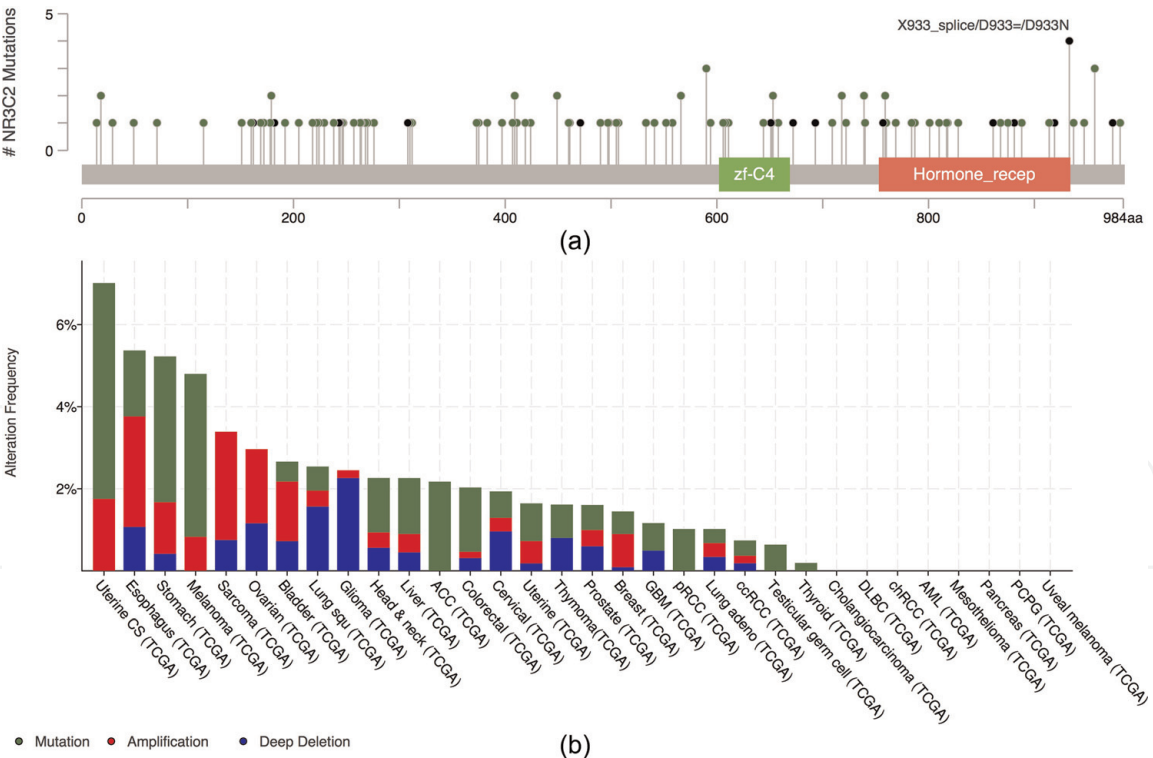 # NR3C2 Mutations
5
0
X933_splice/D933=/D933N
zf-C4
Hormone_recep
0
200
400
600
800
984aa
(a)
Alteration Frequency
6%
4%
2%
Uterine CS (TCGA)
Esophagus (TCGA)
Stomach (TCGA)
Melanoma (TCGA)
Sarcoma (TCGA)
Ovarian (TCGA)
Bladder (TCGA)
Lung squ (TCGA)
Glioma (TCGA)
Head & neck (TCGA)
Liver (TCGA)
ACC (TCGA)
Colorectal (TCGA)
Cervical (TCGA)
Uterine (TCGA)
Thymoma(TCGA)
Prostate (TCGA)
Breast (TCGA)
GBM (TCGA)
pRCC (TCGA)
Lung adeno (TCGA)
ccRCC (TCGA)
Testicular germ cell (TCGA)
Thyroid (TCGA)
Cholangiocarcinoma (TCGA)
DLBC (TCGA)
chRCC (TCGA)
AML (TCGA)
Mesothelioma (TCGA)
Pancreas (TCGA)
PCPG (TCGA)
Uveal melanoma (TCGA)
Mutation
Amplification
Deep Deletion
(b)